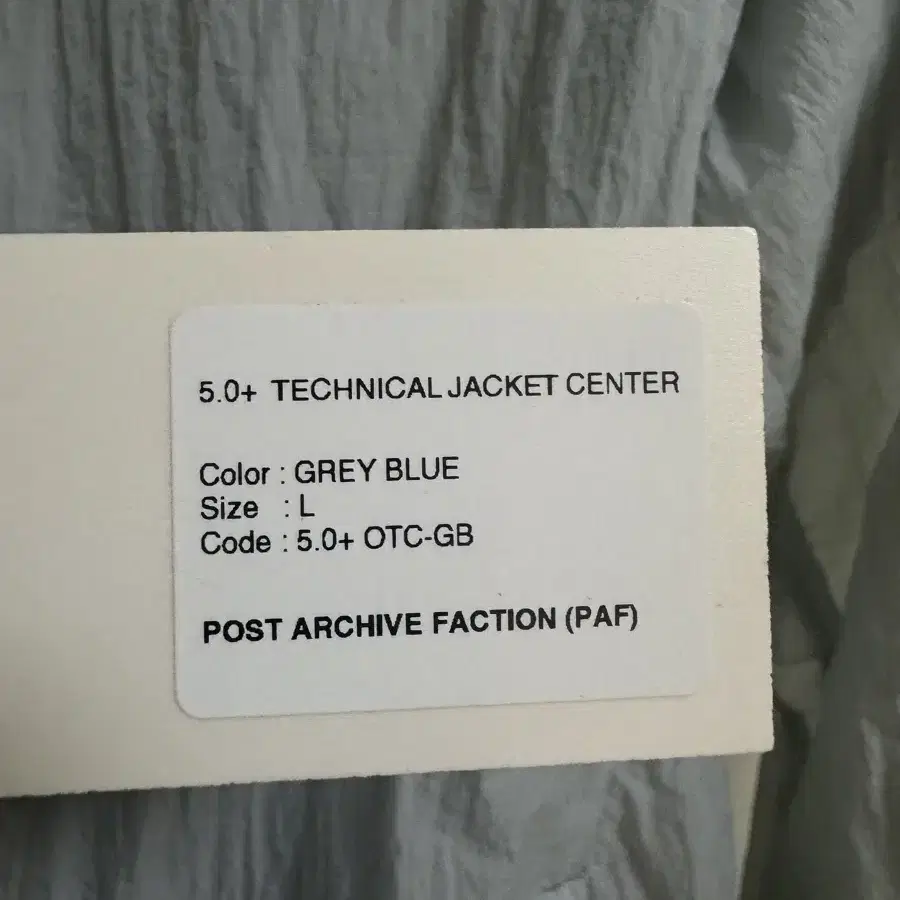 5.0+ TECHNICAL JACKET CENTER
Color : GREY BLUE
Size : L
Code : 5.0+ OTC-GB
POST ARCHIVE FACTION (PAF)